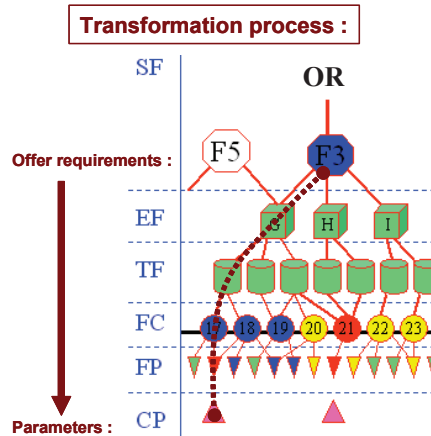 Transformation process :
SF
OR
F5
F3
Offer requirements :
EF
G
H
I
TF
FC
17
18
19
20
21
22
23
FP
CP
Parameters :